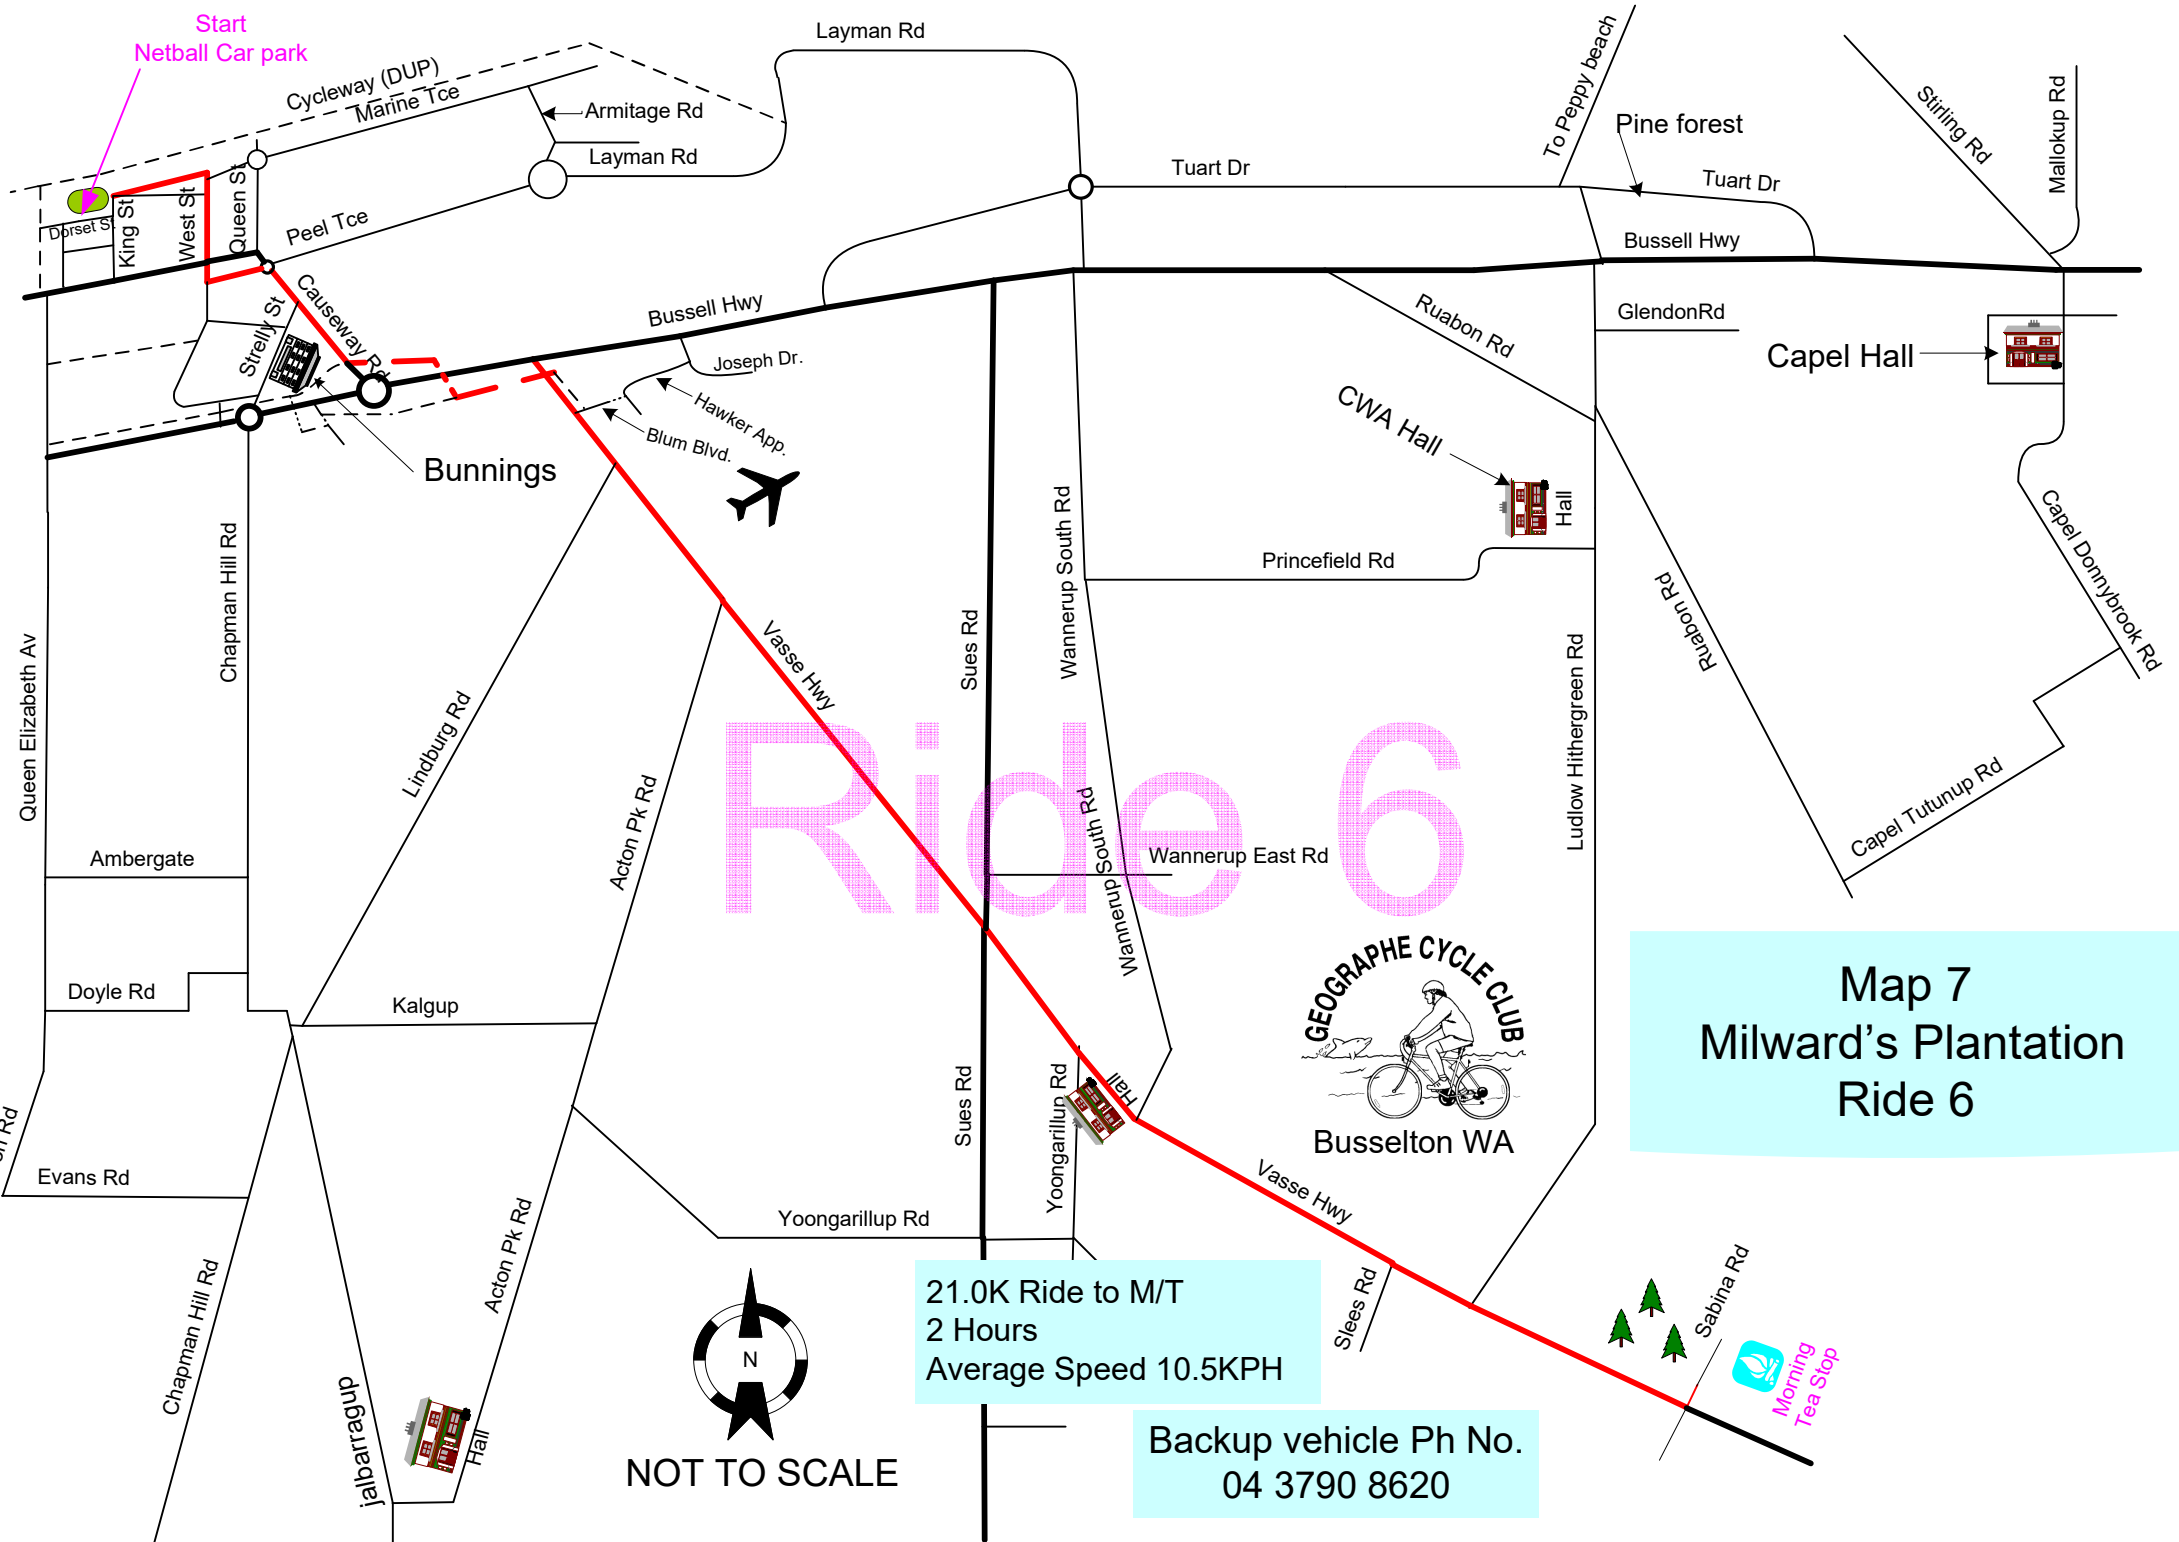 Start
Netball Car park
Cycleway (DUP)
Marine Tce
Armitage Rd
Layman Rd
Layman Rd
To Peppy beach
Pine forest
Stirling Rd
Mallokup Rd
Tuart Dr
Tuart Dr
Dorset St
King St
West St
Queen St
Peel Tce
Bussell Hwy
Bussell Hwy
Causeway Rd
Strelly St
Joseph Dr.
Hawker App.
Blum Blvd.
Bunnings
Ruabon Rd
GlendonRd
Capel Hall
CWA Hall
Hall
Princefield Rd
Capel Donnybrook Rd
Ruabon Rd
Capel Tutunup Rd
Queen Elizabeth Av
Chapman Hill Rd
Lindburg Rd
Acton Pk Rd
Vasse Hwy
Sues Rd
Wannerup South Rd
Wannerup South Rd
Ludlow Hithergreen Rd
Ride 6
Wannerup East Rd
Ambergate
Doyle Rd
Kalgup
Evans Rd
Chapman Hill Rd
jalbarragup
Acton Pk Rd
Hall
Yoongarillup Rd
Sues Rd
Yoongarillup Rd
Hall
GEOGRAPHE CYCLE CLUB
Busselton WA
Map 7
Milward's Plantation
Ride 6
Vasse Hwy
Slees Rd
Sabina Rd
Morning
Tea Stop
N
NOT TO SCALE
21.0K Ride to M/T
2 Hours
Average Speed 10.5KPH
Backup vehicle Ph No.
04 3790 8620